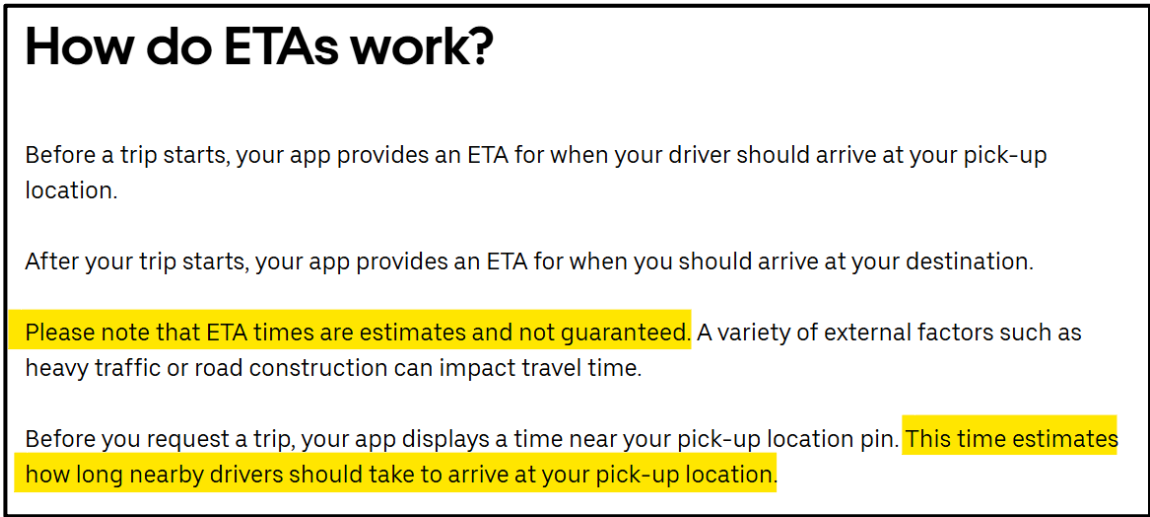 How do ETAs work?
Before a trip starts, your app provides an ETA for when your driver should arrive at your pick-up
location.
After your trip starts, your app provides an ETA for when you should arrive at your destination.
Please note that ETA times are estimates and not guaranteed. A variety of external factors such as
heavy traffic or road construction can impact travel time.
Before you request a trip, your app displays a time near your pick-up location pin. This time estimates
how long nearby drivers should take to arrive at your pick-up location.